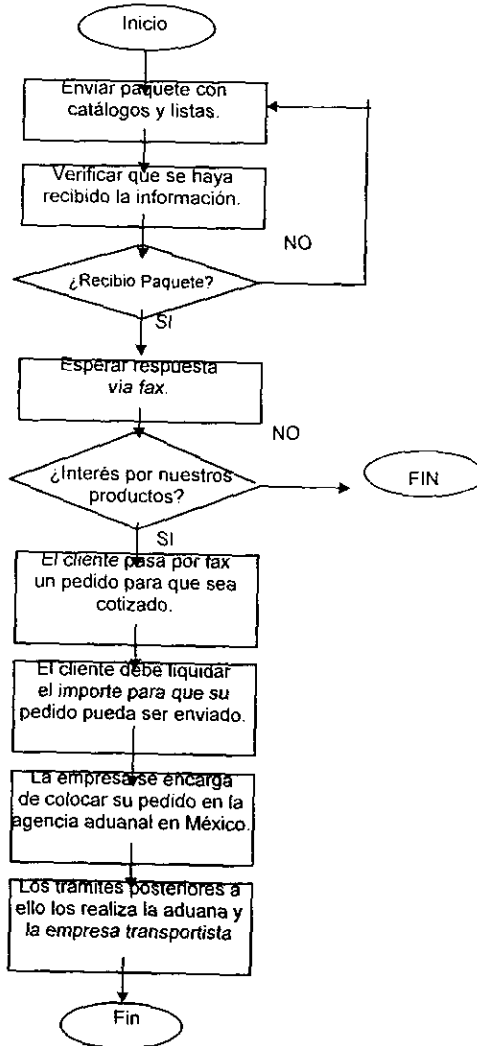 Inicio
Enviar paquete con
catálogos y listas.
Verificar que se haya
recibido la información.
NO
¿Recibio Paquete?
SI
Esperar respuesta
via fax.
NO
¿Interés por nuestros
productos?
FIN
SI
El cliente pasa por fax
un pedido para que sea
cotizado.
El cliente debe liquidar
el importe para que su
pedido pueda ser enviado.
La empresa se encarga
de colocar su pedido en la
agencia aduanal en México.
Los trámites posteriores a
ello los realiza la aduana y
la empresa transportista
Fin